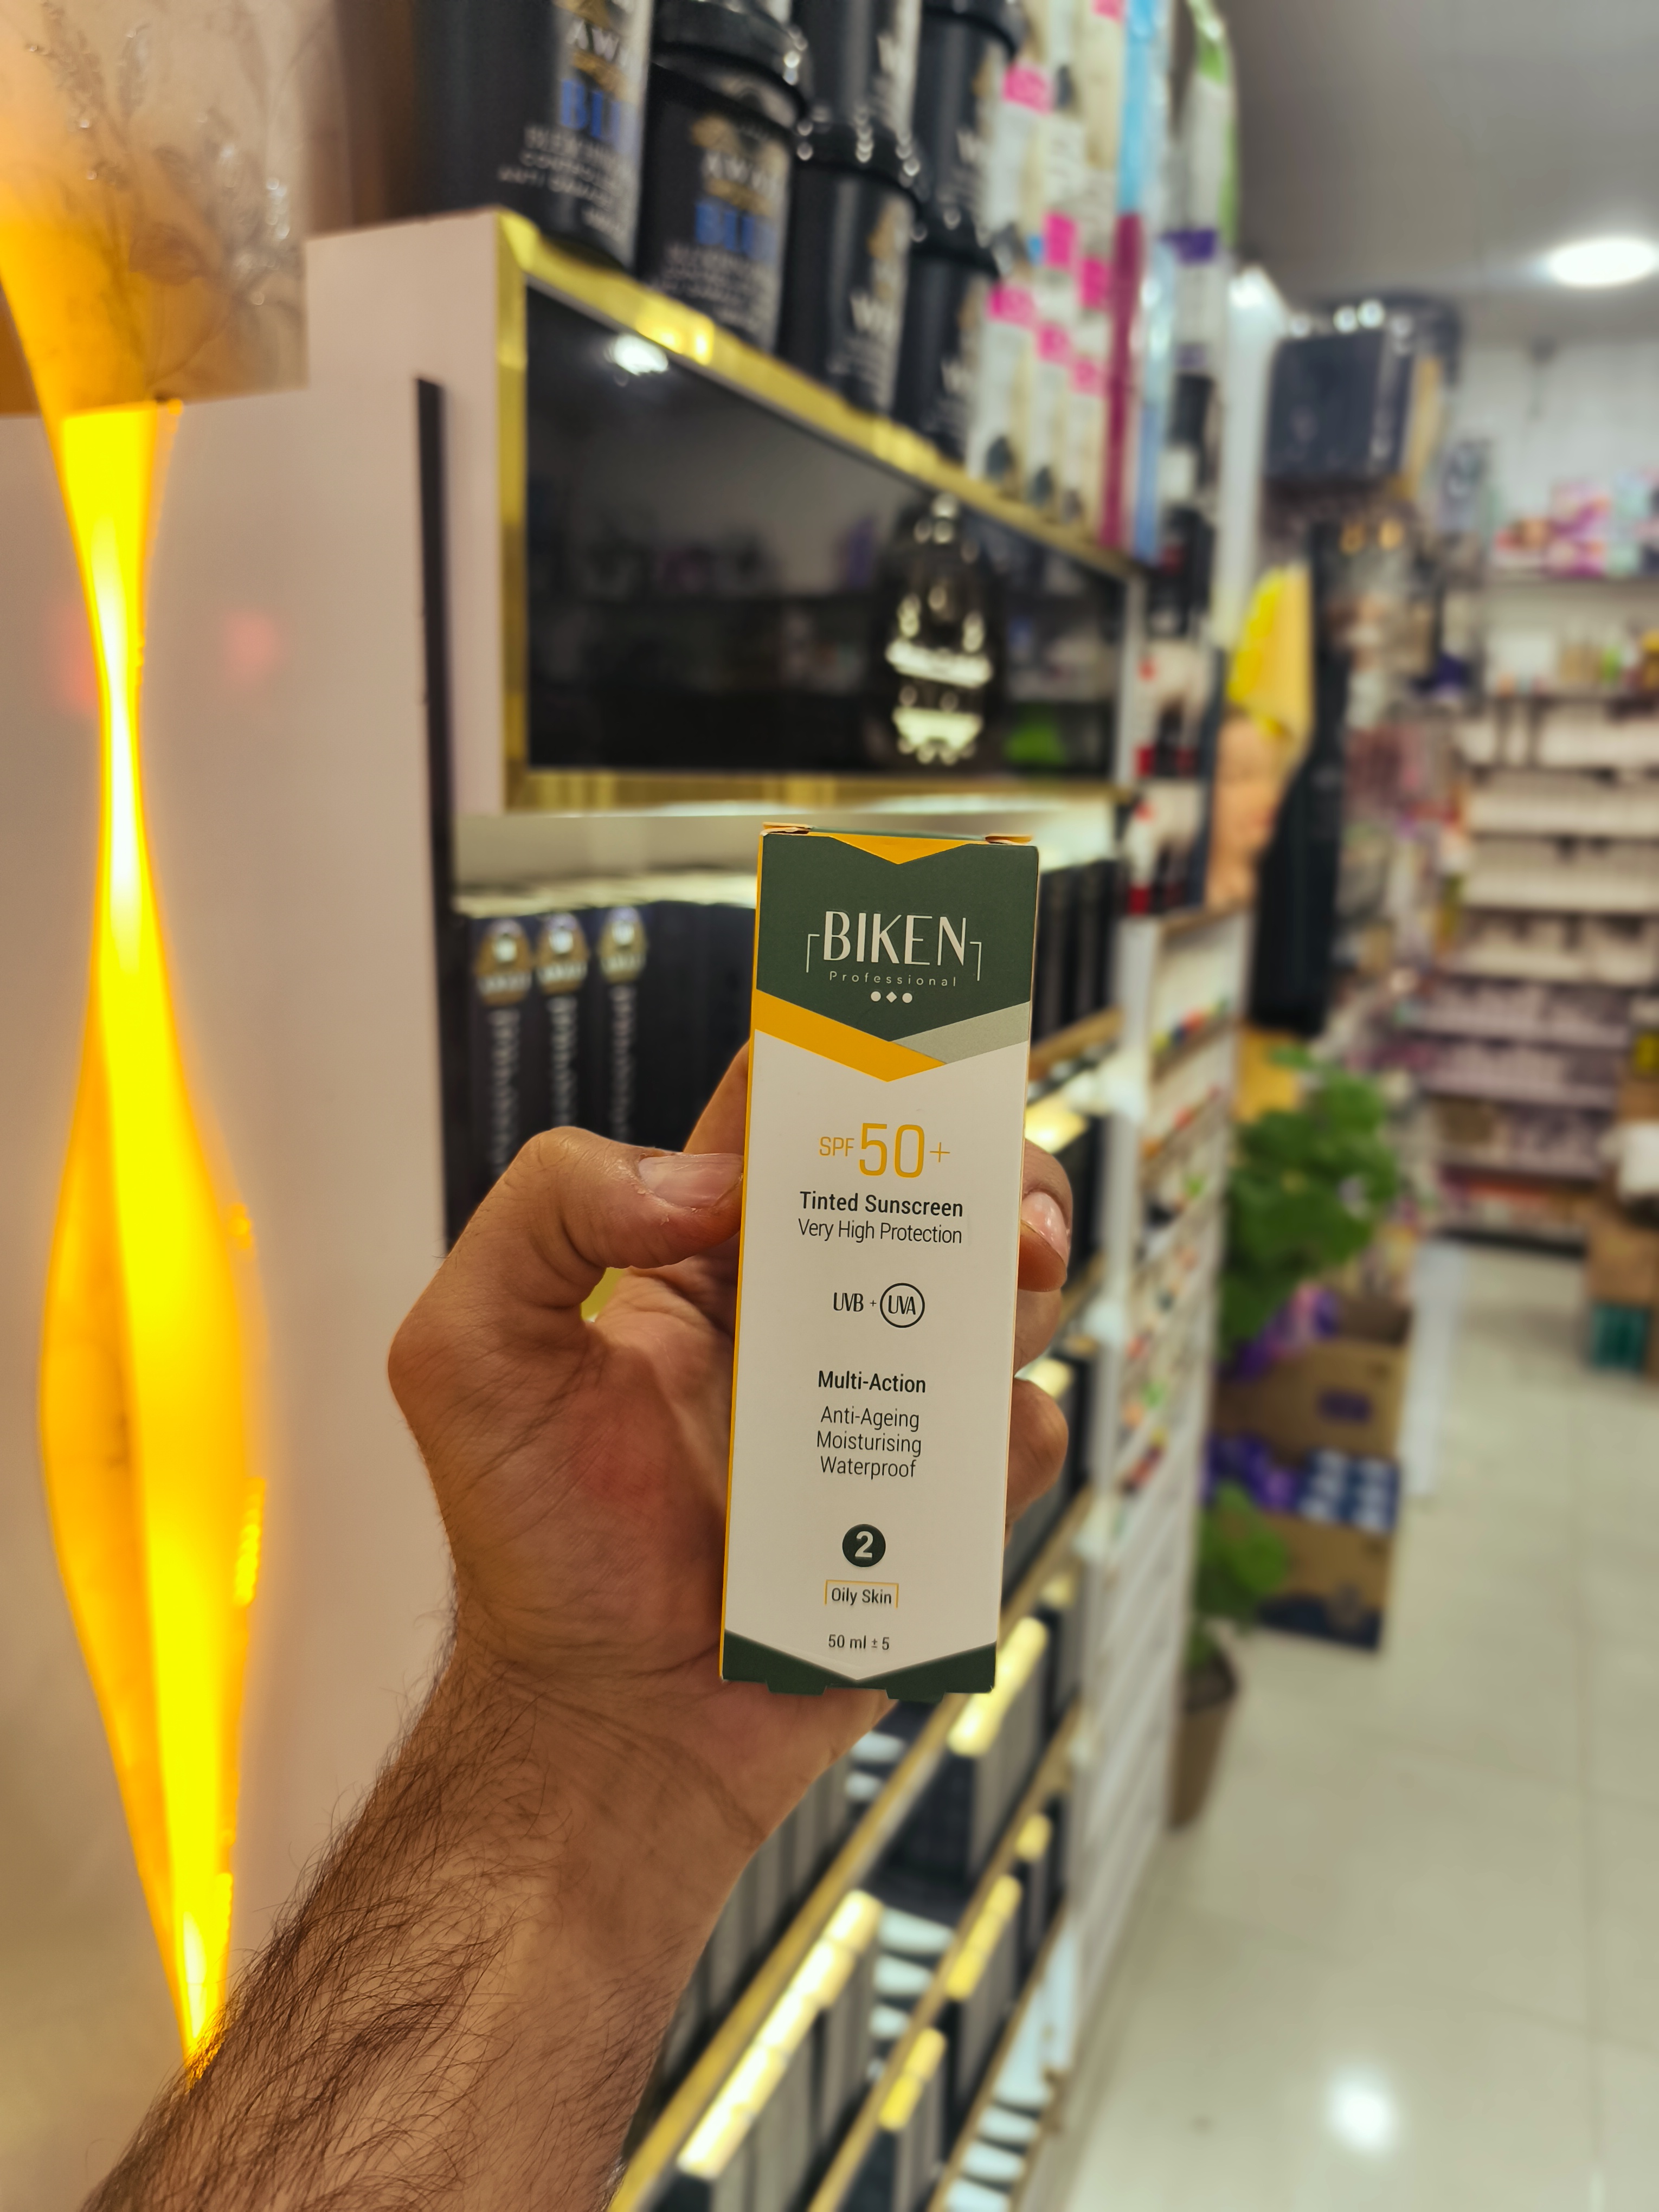 BIKEN
Professional
SPF 50+
Tinted Sunscreen
Very High Protection
UVB + UVA
Multi-Action
Anti-Ageing
Moisturising
Waterproof
2
Oily Skin
50 ml ± 5